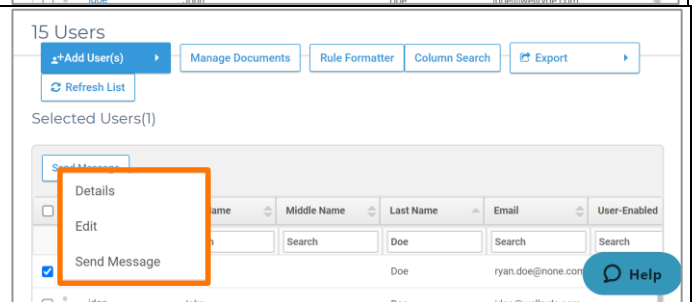 15 Users
Add User(s) Manage Documents Rule Formatter Column Search Export
Refresh List
Selected Users(1)
Send Message
Details
Name Middle Name Last Name Email User-Enabled
Edit
Search Doe Search Search
Send Message
Doe ryan.doe@none.com
Help